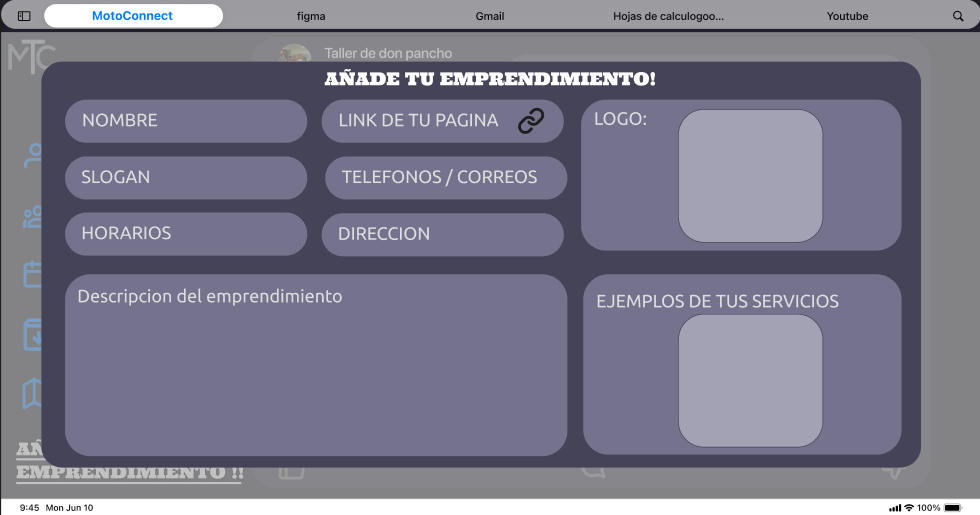 MotoConnect
figma
Gmail
Hojas de calculogoo...
Youtube
MTC
Taller de don pancho
AÑADE TU EMPRENDIMIENTO!
NOMBRE
LINK DE TU PAGINA
LOGO:
SLOGAN
TELEFONOS / CORREOS
HORARIOS
DIRECCION
Descripcion del emprendimiento
EJEMPLOS DE TUS SERVICIOS
EMPRENDIMIENTO !!
9:45 Mon Jun 10
100%